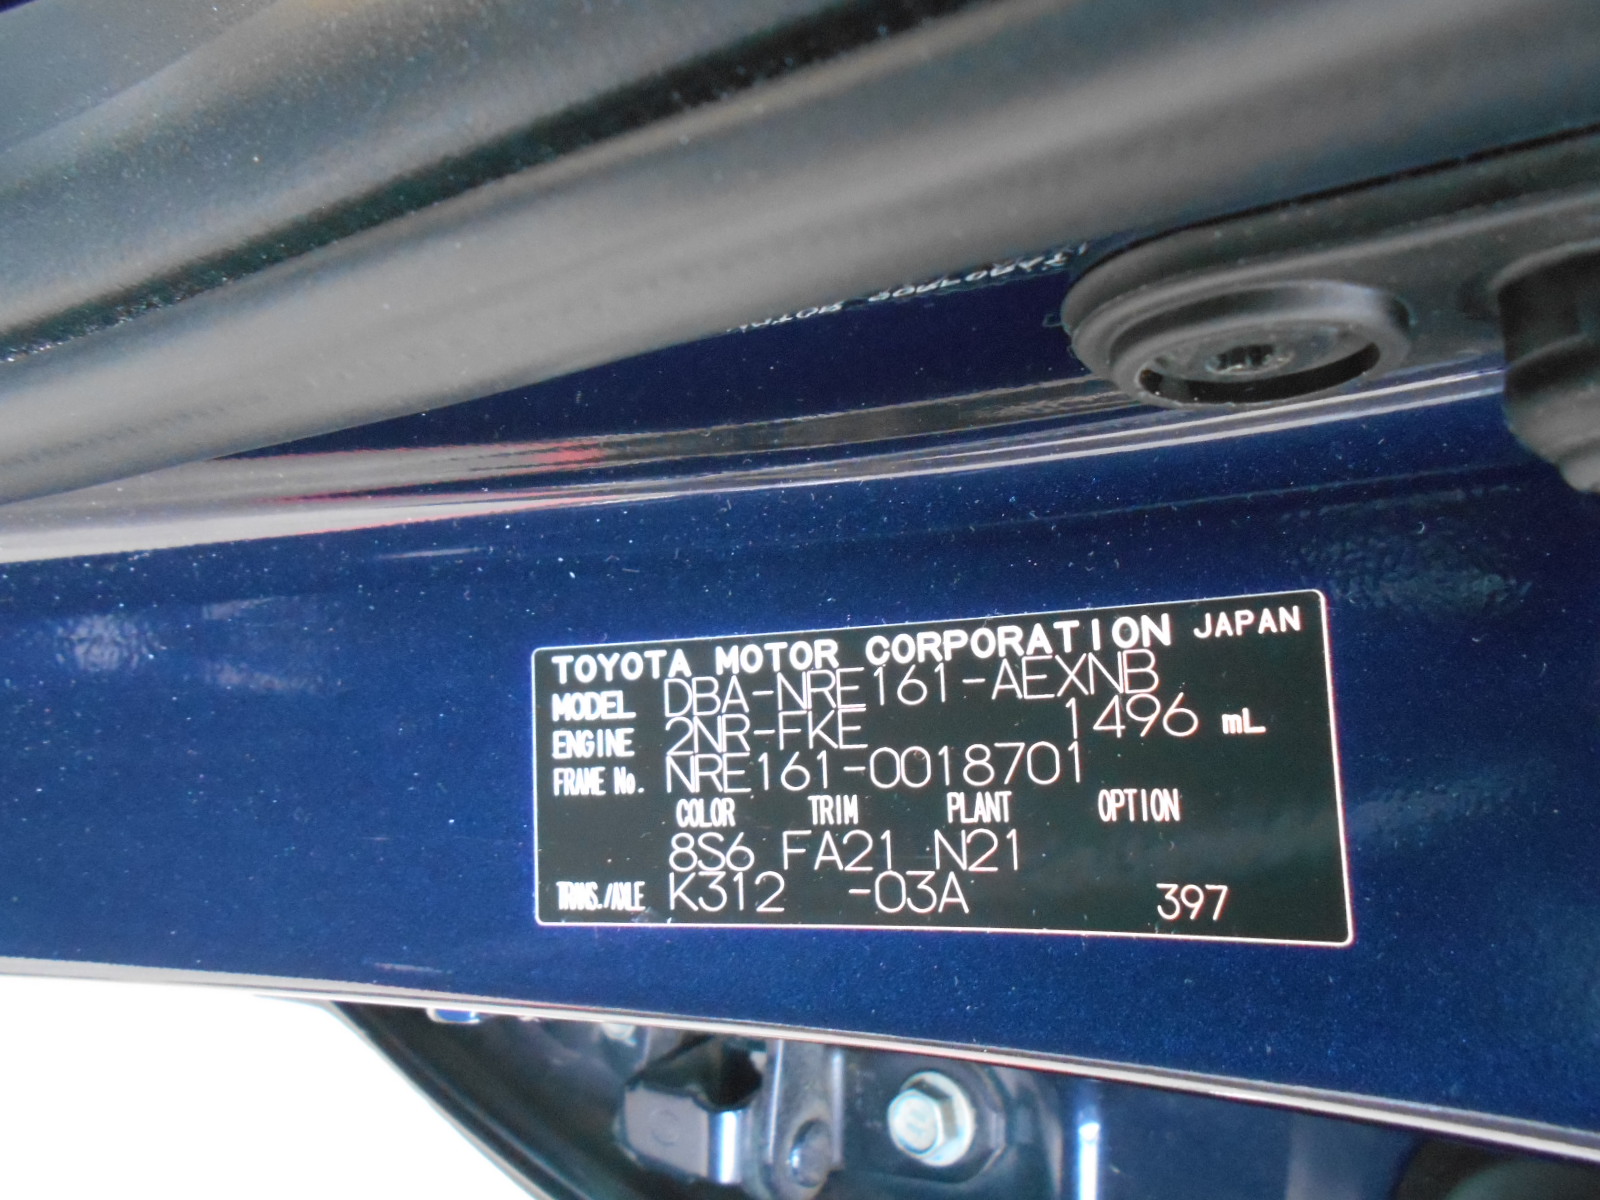 TOYOTA MOTOR CORPORATION JAPAN
MODEL DBA-NRE161-AEXNB
ENGINE 2NR-FKE 1496 mL
FRAME No. NRE161-0018701
COLOR TRIM PLANT OPTION
8S6 FA21 N21
TRANS./AXLE K312 -03A 397